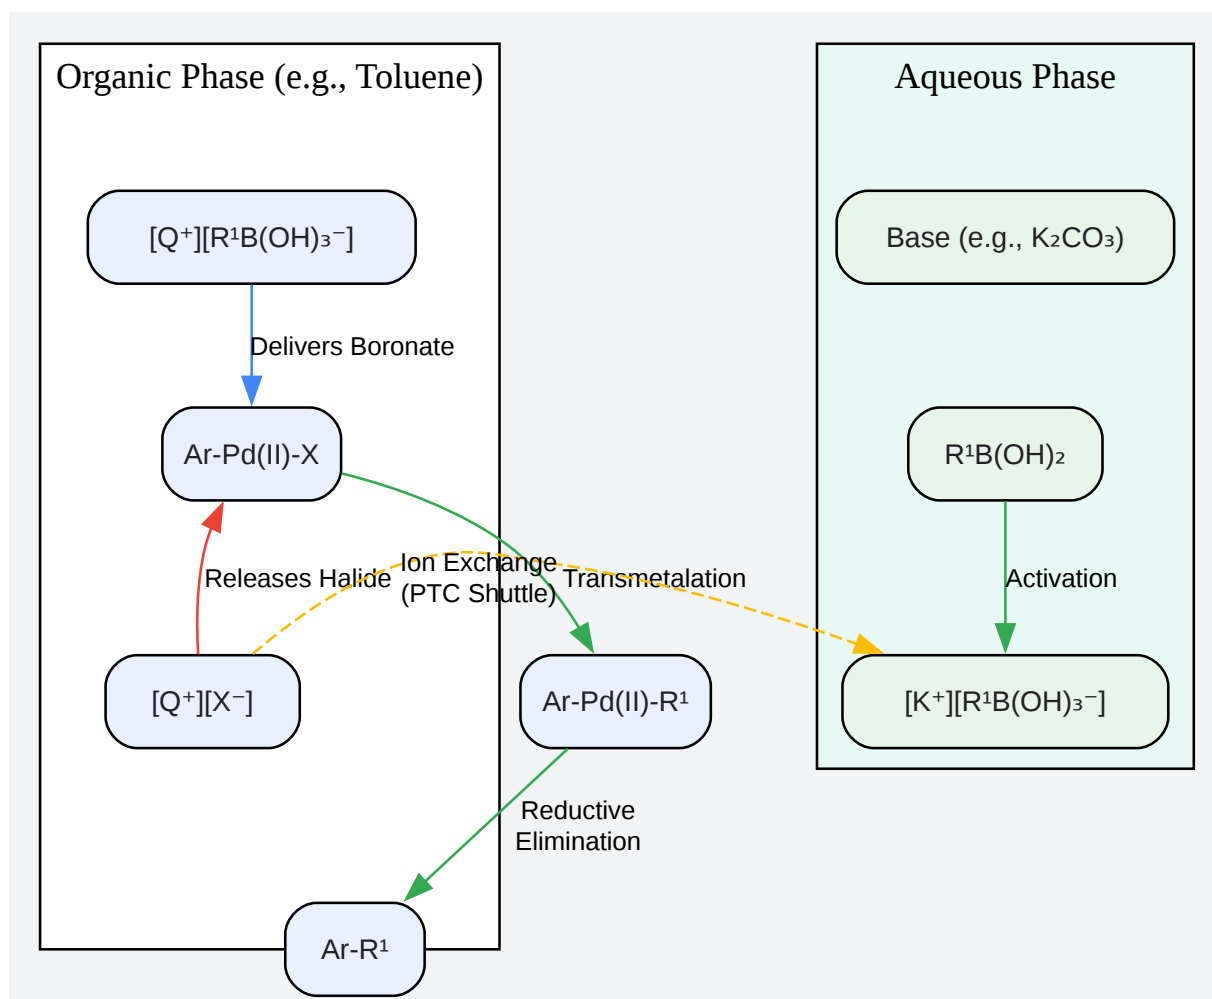 Organic Phase (e.g., Toluene)
Aqueous Phase
[Q⁺][R¹B(OH)₃⁻]
Base (e.g., K₂CO₃)
Delivers Boronate
Ar-Pd(II)-X
R¹B(OH)₂
Releases Halide
Ion Exchange
(PTC Shuttle)
Transmetalation
Activation
[Q⁺][X⁻]
Ar-Pd(II)-R¹
[K⁺][R¹B(OH)₃⁻]
Reductive
Elimination
Ar-R¹